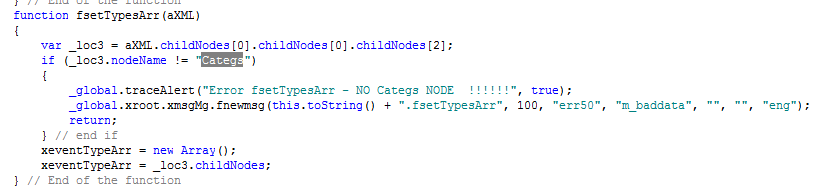 } // End of the function
function fsetTypesArr(aXML)
{
var _loc3 = aXML.childNodes[0].childNodes[0].childNodes[2];
if (_loc3.nodeName != "Categs")
{
_global.traceAlert("Error fsetTypesArr - NO Categs NODE  !!!!!!", true);
_global.xroot.xmsgMg.fnewmsg(this.toString() + ".fsetTypesArr", 100, "err50", "m_baddata", "", "", "eng");
return;
} // end if
xeventTypeArr = new Array();
xeventTypeArr = _loc3.childNodes;
} // End of the function